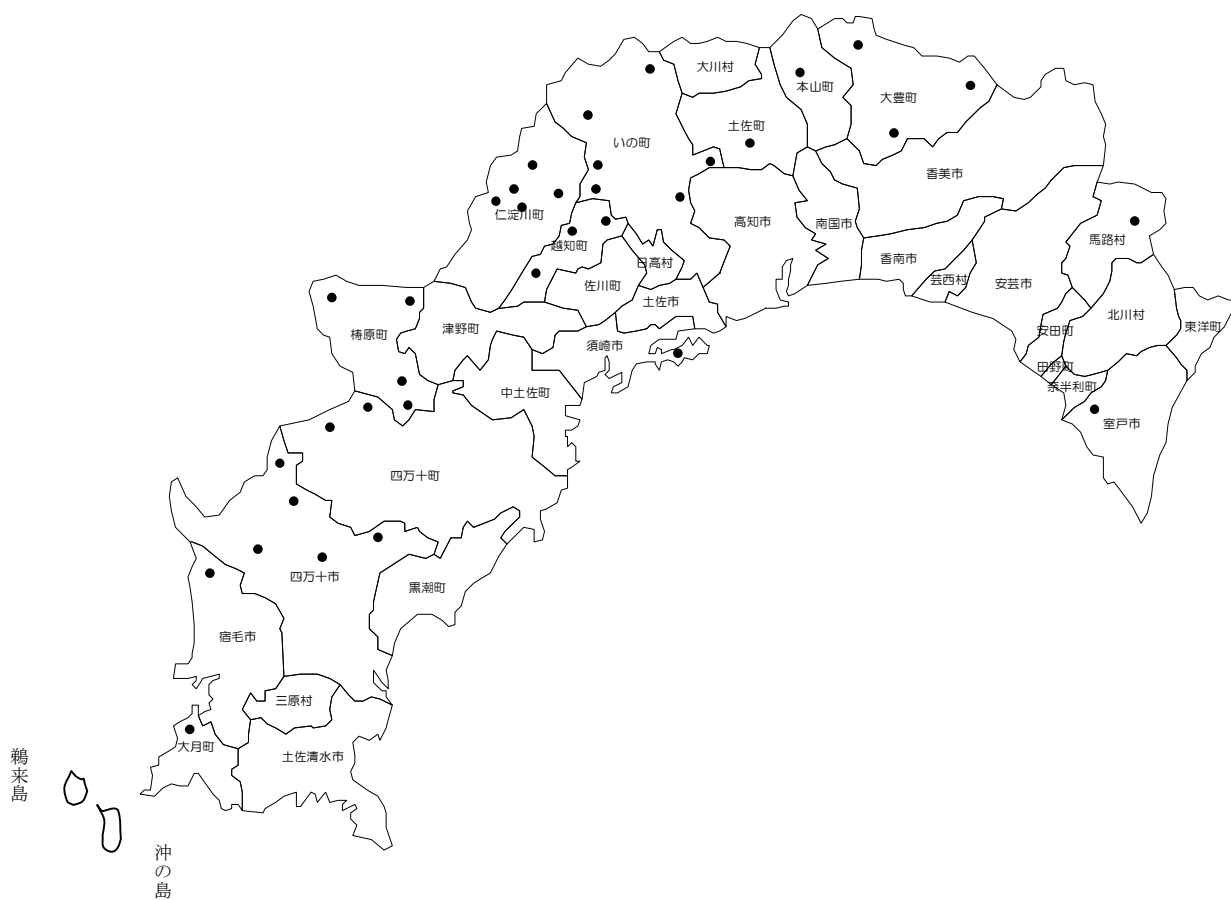 大川村
本山町
大豊町
土佐町
いの町
香美市
仁淀川町
高知市
南国市
越知町
馬路村
日高村
香南市
芸西村
安芸市
佐川町
土佐市
北川村
東洋町
津野町
梼原町
安田町
須崎市
田野町
奈半利町
中土佐町
室戸市
四万十町
四万十市
黒潮町
宿毛市
三原村
大月町
土佐清水市
鵜来島
沖の島